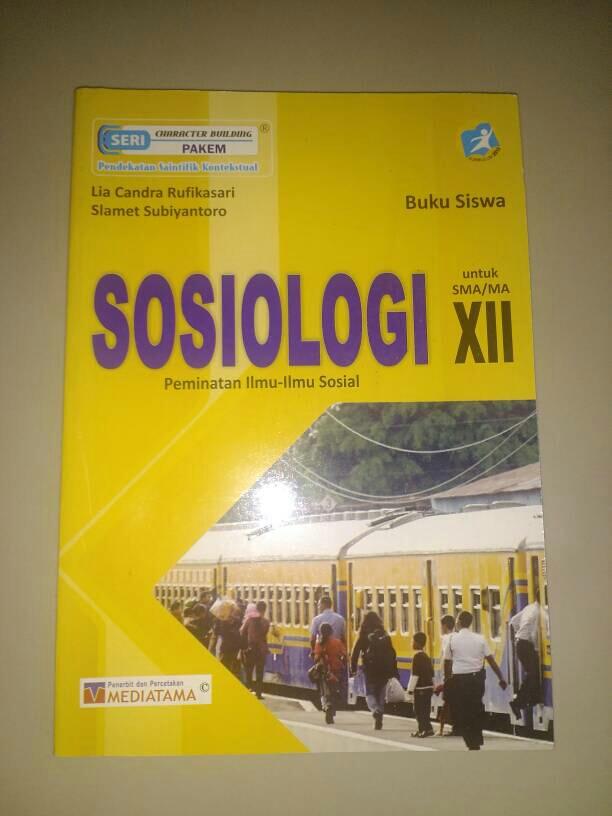 SERI
CHARACTER BUILDING
®
PAKEM
Pendekatan Saintifik Kontekstual
Lia Candra Rufikasari
Slamet Subiyantoro
Buku Siswa
SOSIOLOGI
untuk
SMA/MA
XII
Peminatan Ilmu-Ilmu Sosial
Penerbit dan Percetakan
MEDIATAMA ©